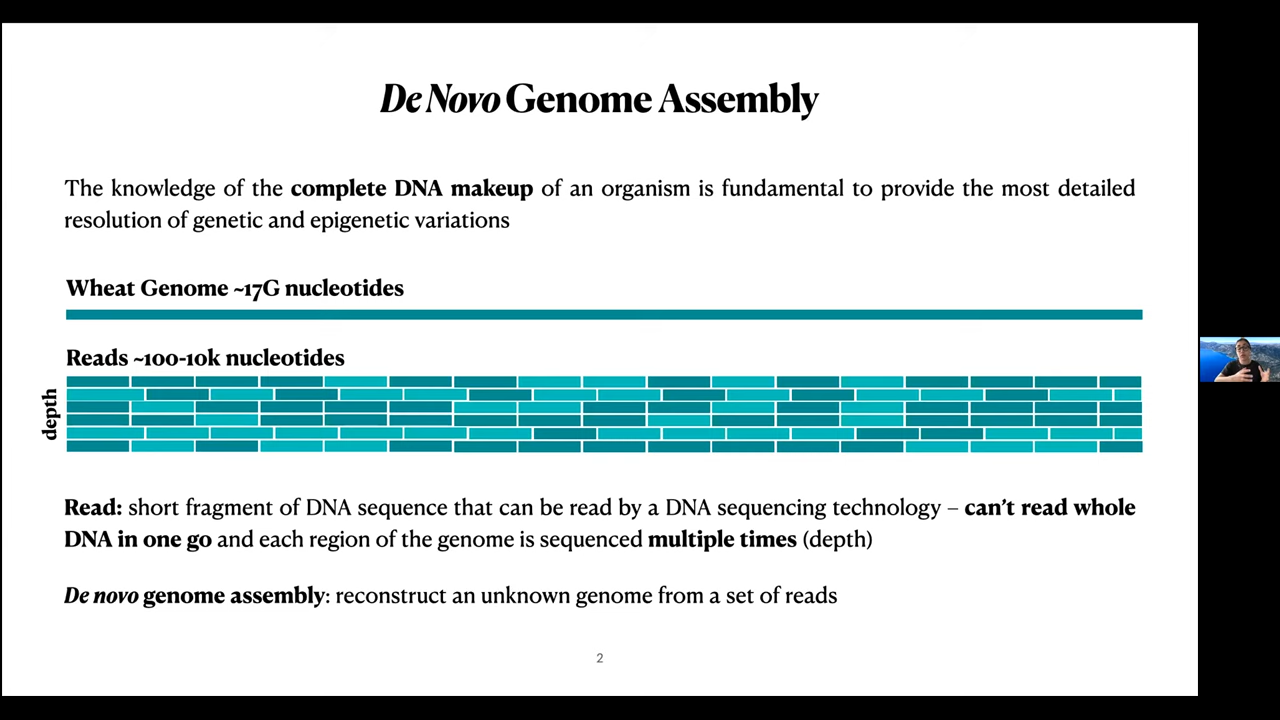 De Novo Genome Assembly
The knowledge of the complete DNA makeup of an organism is fundamental to provide the most detailed
resolution of genetic and epigenetic variations
Wheat Genome ~17G nucleotides
Reads ~100-10k nucleotides
depth
Read: short fragment of DNA sequence that can be read by a DNA sequencing technology – can't read whole
DNA in one go and each region of the genome is sequenced multiple times (depth)
De novo genome assembly: reconstruct an unknown genome from a set of reads
2